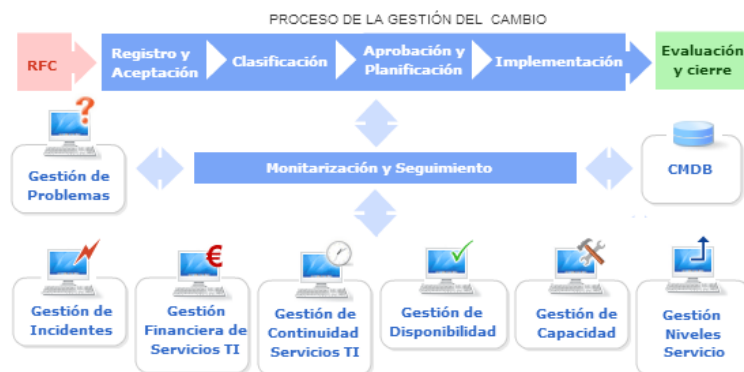 PROCESO DE LA GESTIÓN DEL CAMBIO
RFC
Registro y
Aceptación
Clasificación
Aprobación y
Planificación
Implementación
Evaluación
y cierre
?
Gestión de
Problemas
Monitarización y Seguimiento
CMDB
Gestión de
Incidentes
€
Gestión
Financiera de
Servicios TI
Gestión de
Continuidad
Servicios TI
Gestión de
Disponibilidad
Gestión de
Capacidad
Gestión
Niveles
Servicio